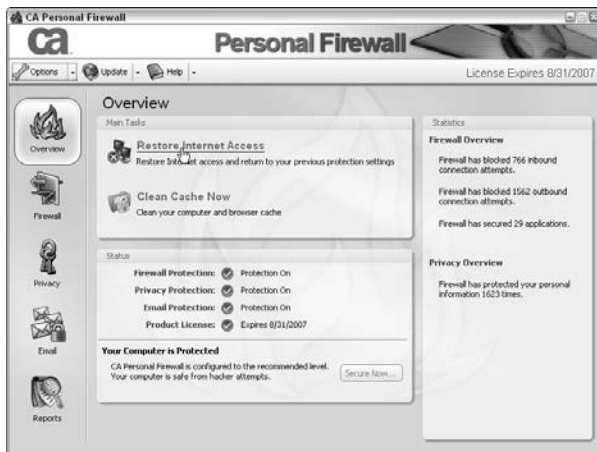 CA Personal Firewall
ca
Personal Firewall
Options
Update
Help
License Expires 8/31/2007
Overview
Firewall
Privacy
Email
Reports
Overview
Main Tasks
Restore Internet Access
Restore Internet access and return to your previous protection settings
Clean Cache Now
Clean your computer and browser cache
Status
Firewall Protection: Protection On
Privacy Protection: Protection On
Email Protection: Protection On
Product License: Expires 8/31/2007
Your Computer is Protected
CA Personal Firewall is configured to the recommended level.
Your computer is safe from hacker attempts.
Secure Now...
Statistics
Firewall Overview
Firewall has blocked 766 inbound
connection attempts.
Firewall has blocked 1562 outbound
connection attempts.
Firewall has secured 29 applications.
Privacy Overview
Firewall has protected your personal
information 1623 times.